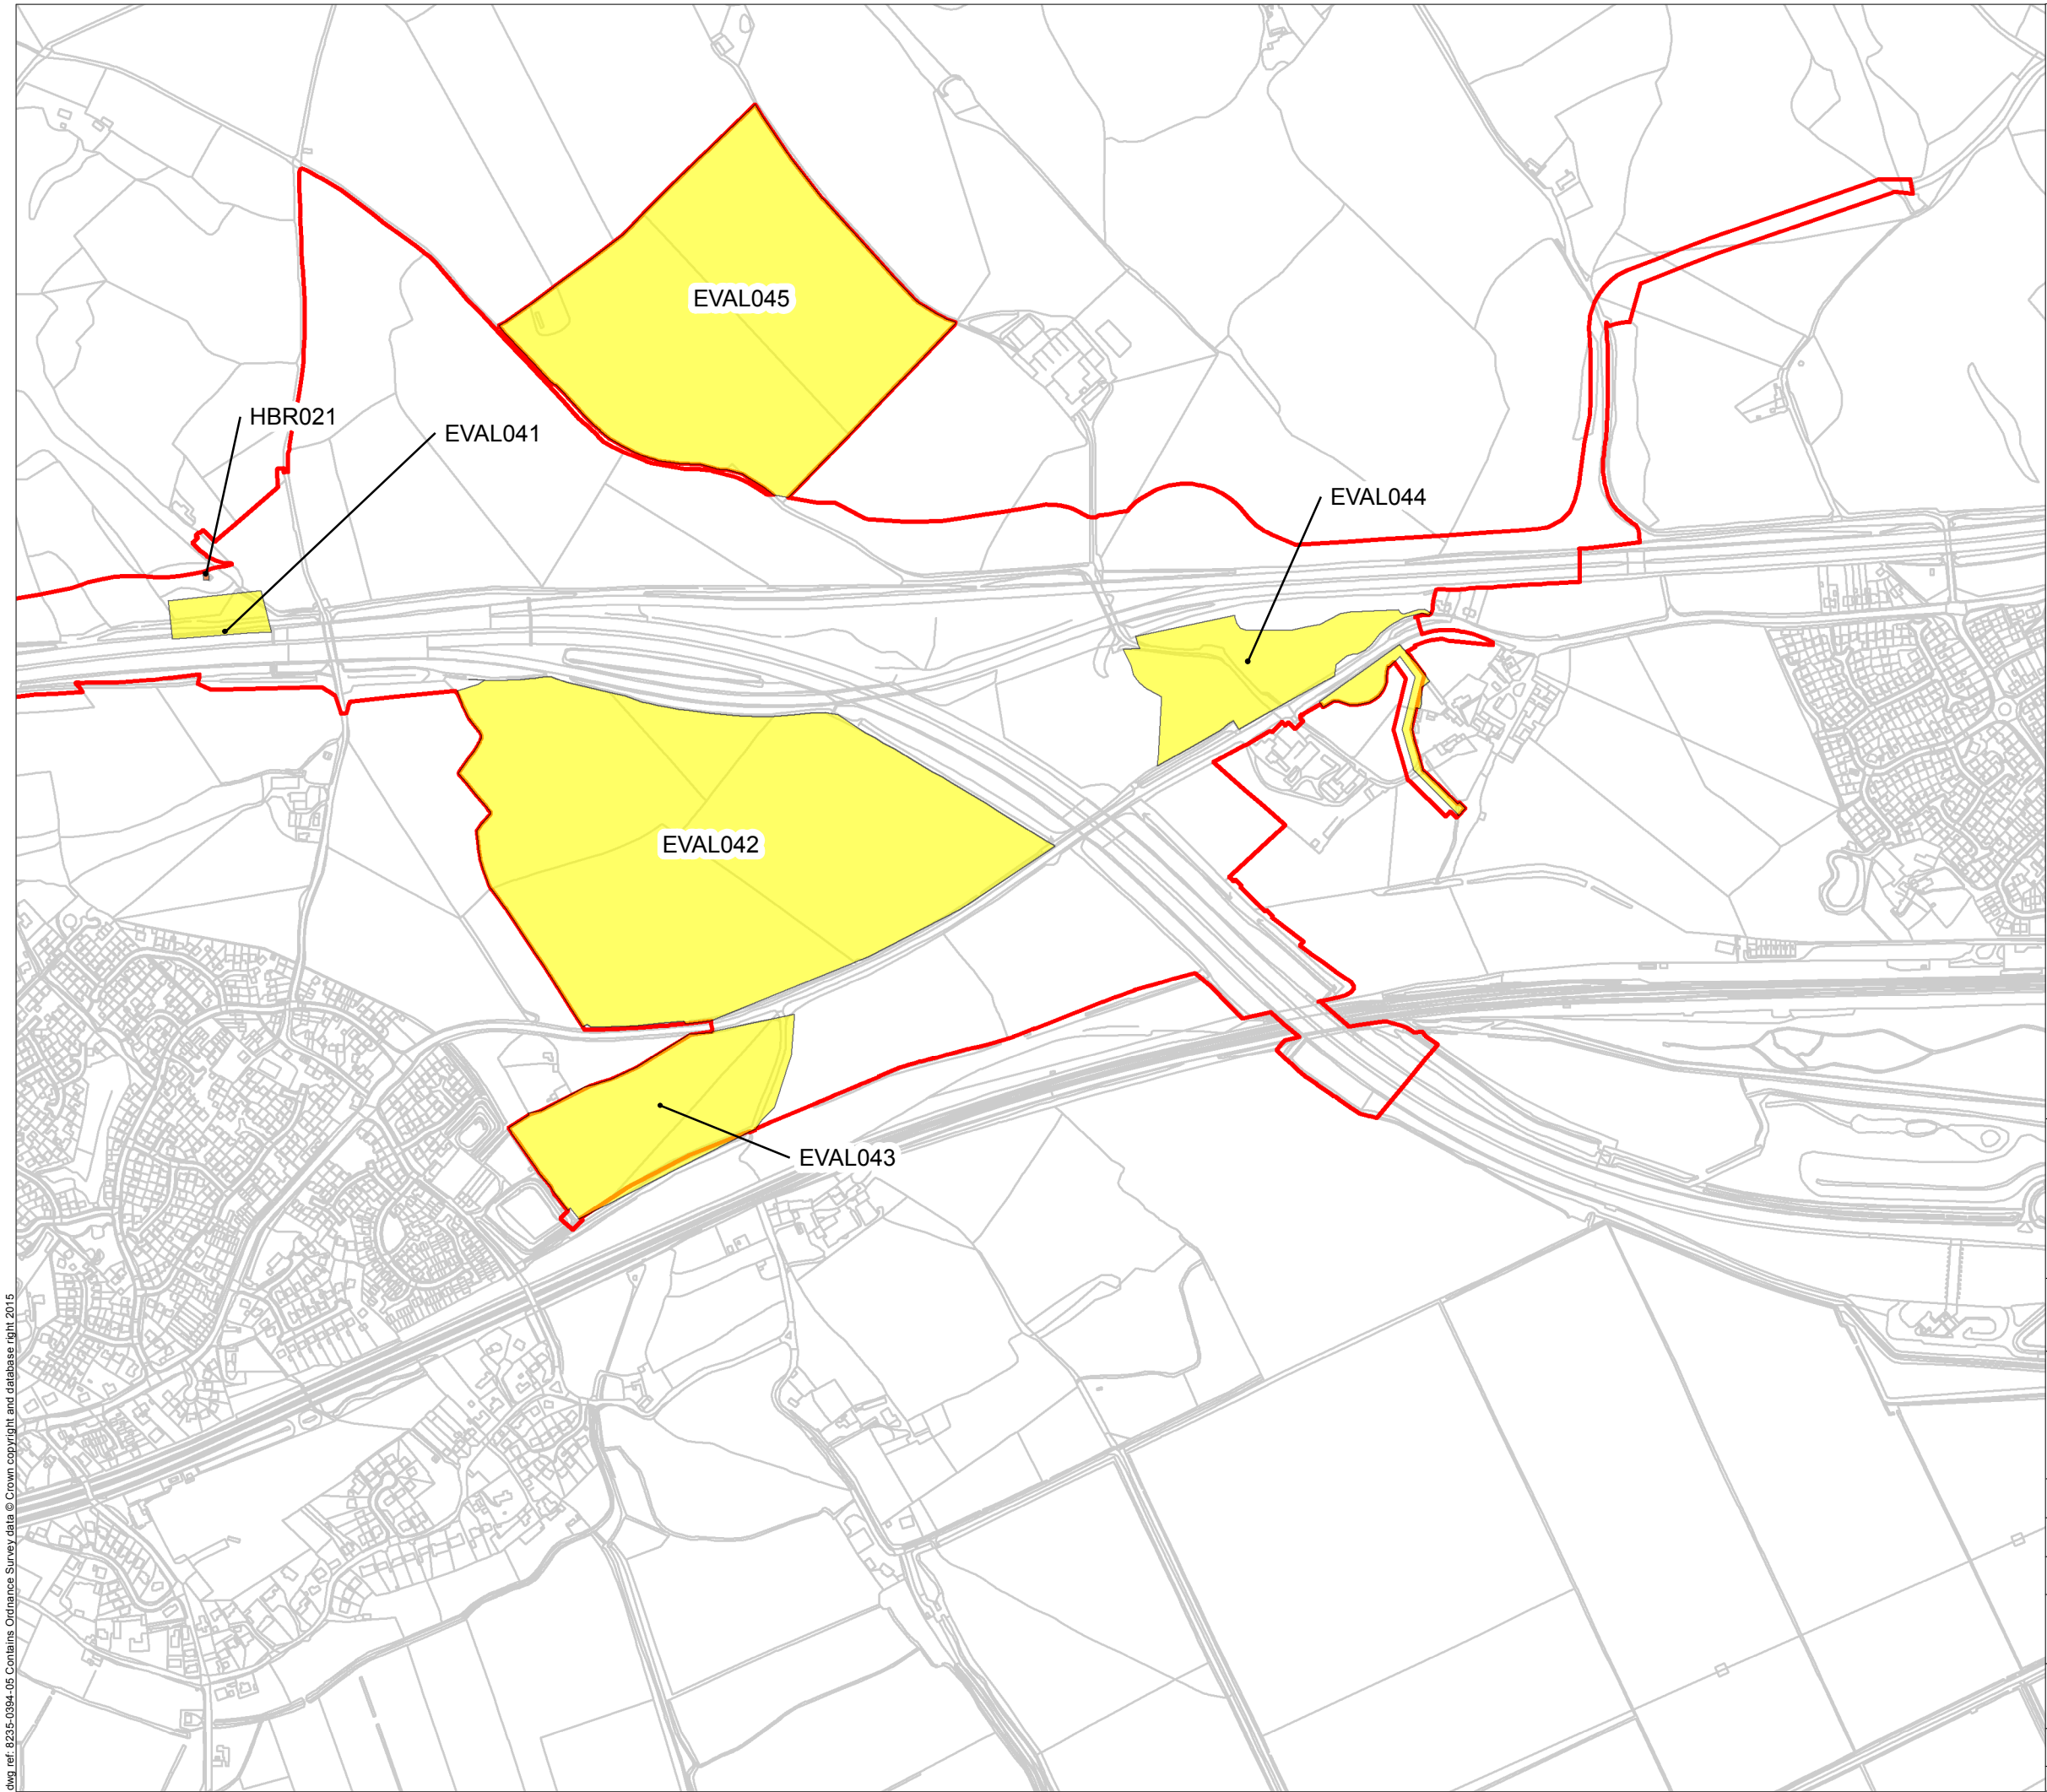 EVAL045
HBR021
EVAL041
EVAL044
EVAL042
EVAL043
dwg ref: 8235-0394-05 Contains Ordnance Survey data © Crown copyright and database right 2015